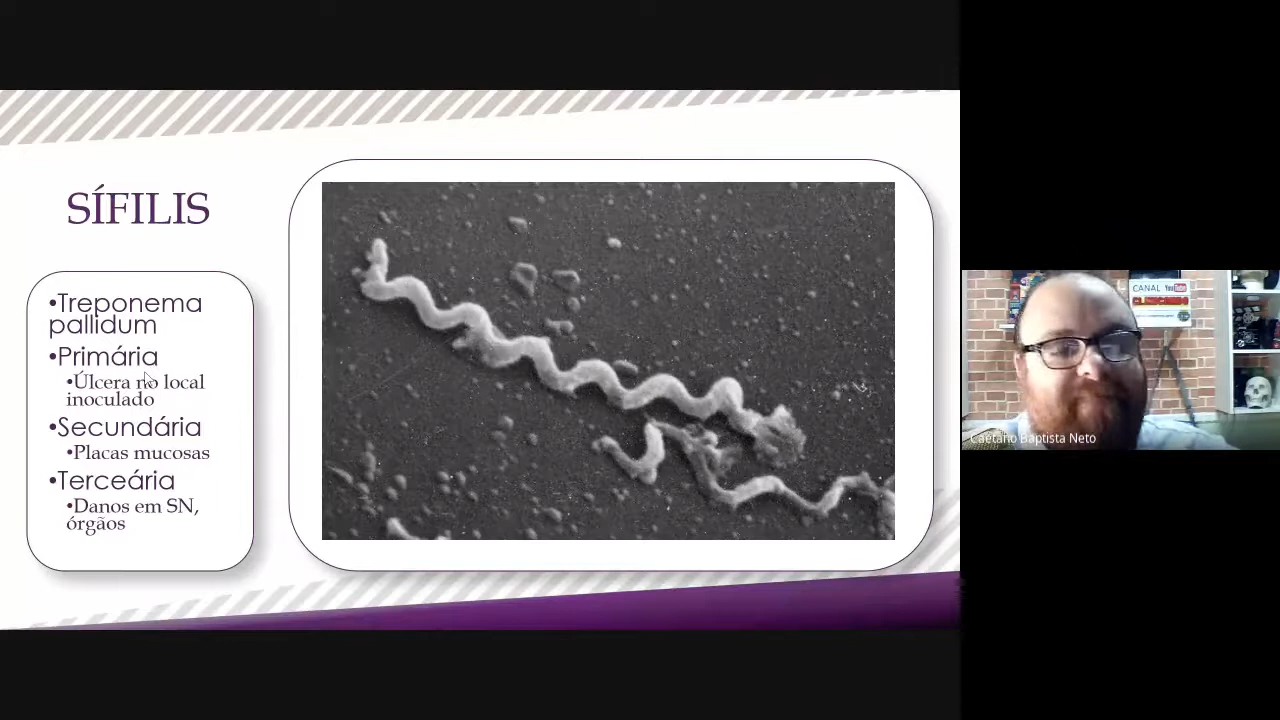 SÍFILIS
•Treponema
pallidum
•Primária
•Úlcera no local
inoculado
•Secundária
•Placas mucosas
•Terceária
•Danos em SN,
órgãos
CANAL You
Caetano Baptista Neto